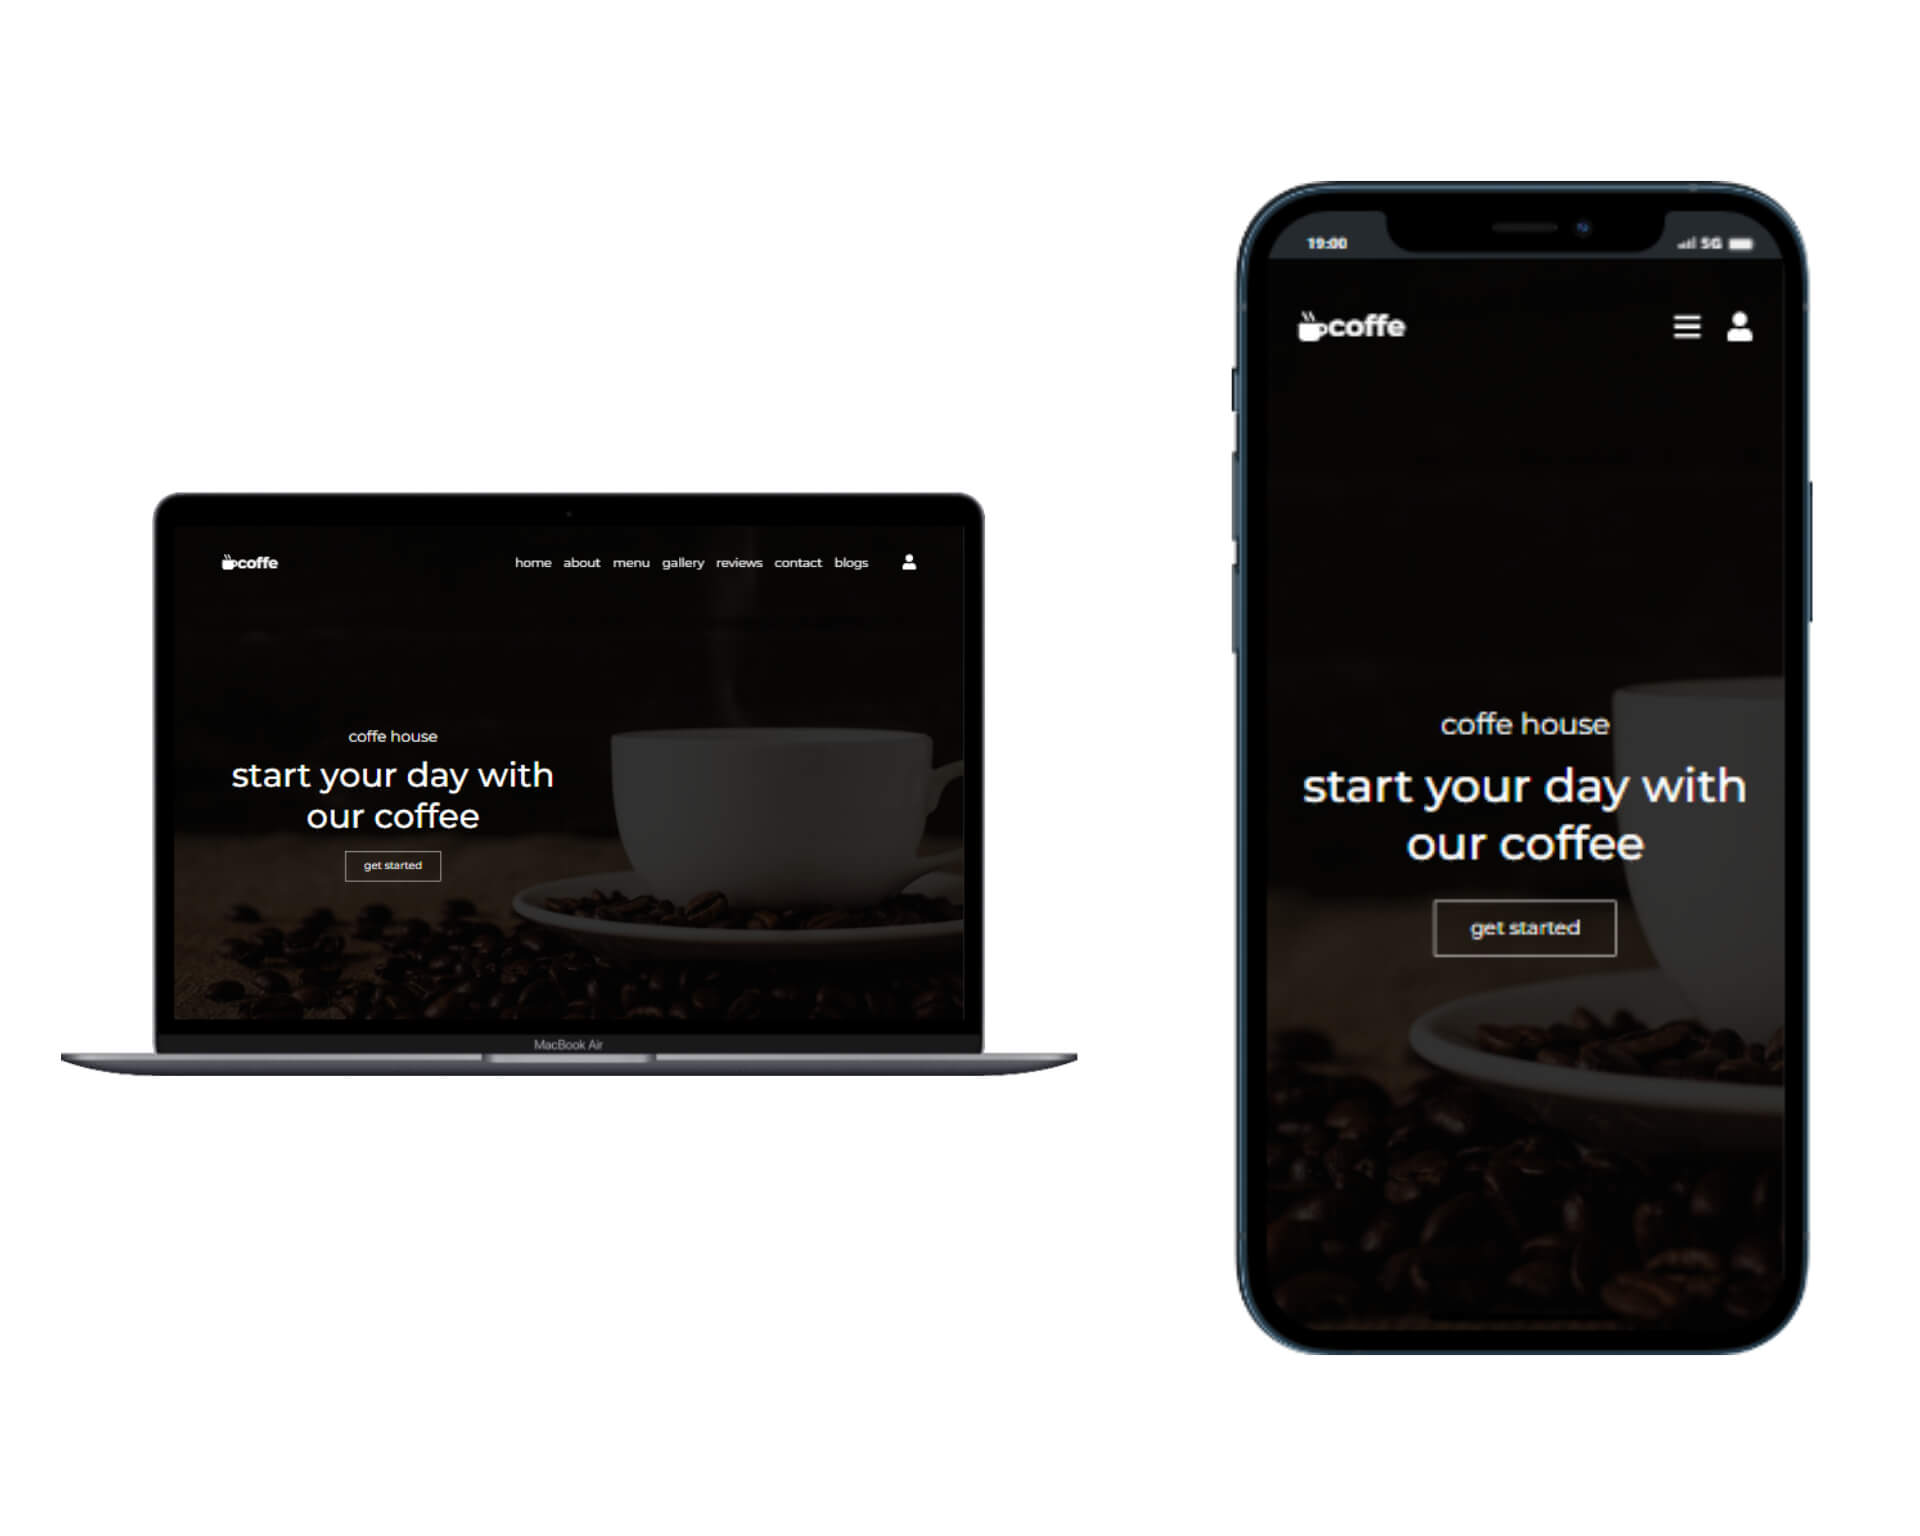 coffe
home about menu gallery reviews contact blogs
coffe house
start your day with
our coffee
get started
MacBook Air
19:00
5G
coffe
coffe house
start your day with
our coffee
get started